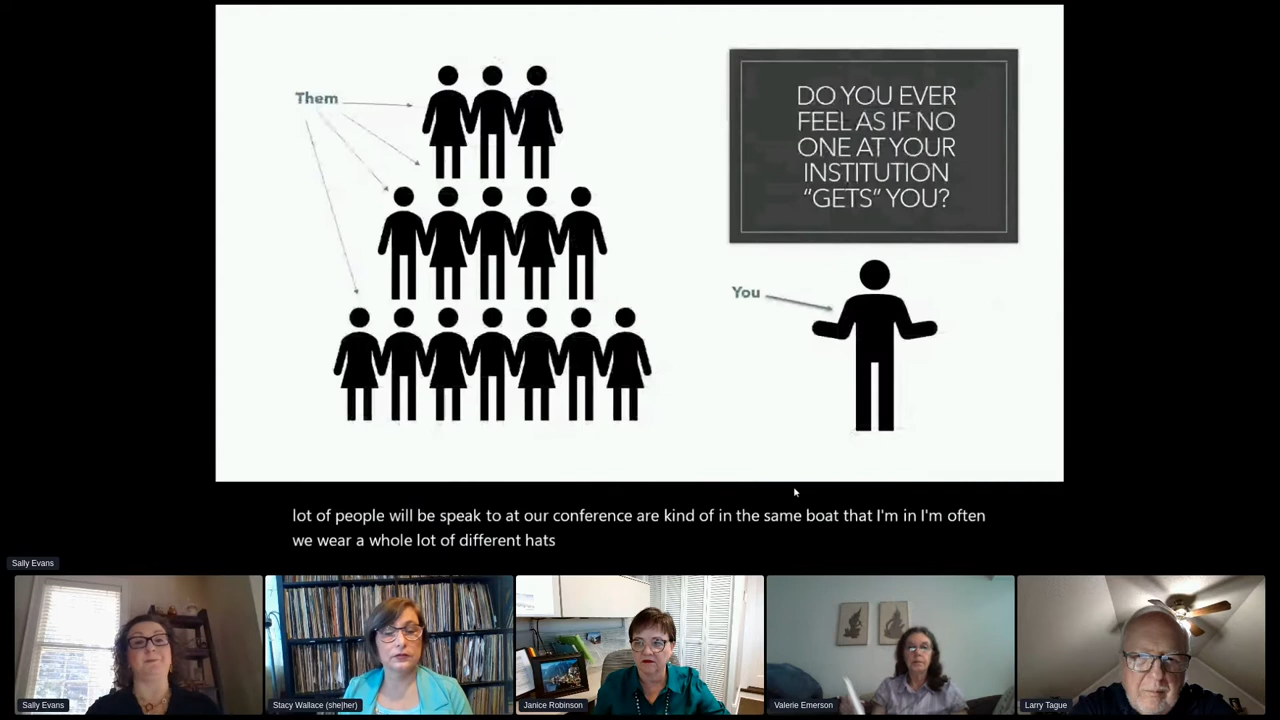 Them
DO YOU EVER
FEEL AS IF NO
ONE AT YOUR
INSTITUTION
“GETS“ YOU?
You
lot of people will be speak to at our conference are kind of in the same boat that I'm in I'm often
we wear a whole lot of different hats
Sally Evans
Sally Evans
Stacy Wallace (she|her)
Janice Robinson
Valerie Emerson
Larry Tague